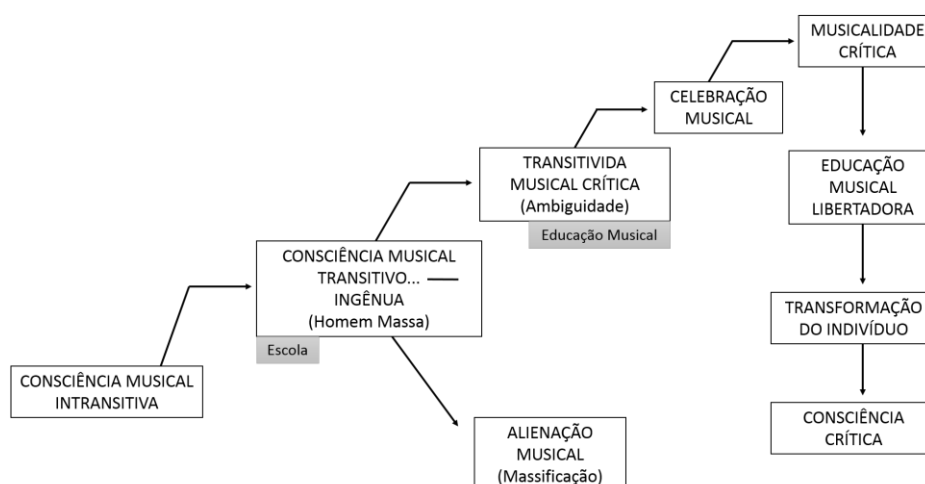 MUSICALIDADE
CRÍTICA
CELEBRAÇÃO
MUSICAL
TRANSITIVIDA
MUSICAL CRÍTICA
(Ambiguidade)
Educação Musical
EDUCAÇÃO
MUSICAL
LIBERTADORA
CONSCIÊNCIA MUSICAL
TRANSITIVO...
INGÊNUA
(Homem Massa)
Escola
TRANSFORMAÇÃO
DO INDIVÍDUO
CONSCIÊNCIA MUSICAL
INTRANSITIVA
ALIENAÇÃO
MUSICAL
(Massificação)
CONSCIÊNCIA
CRÍTICA